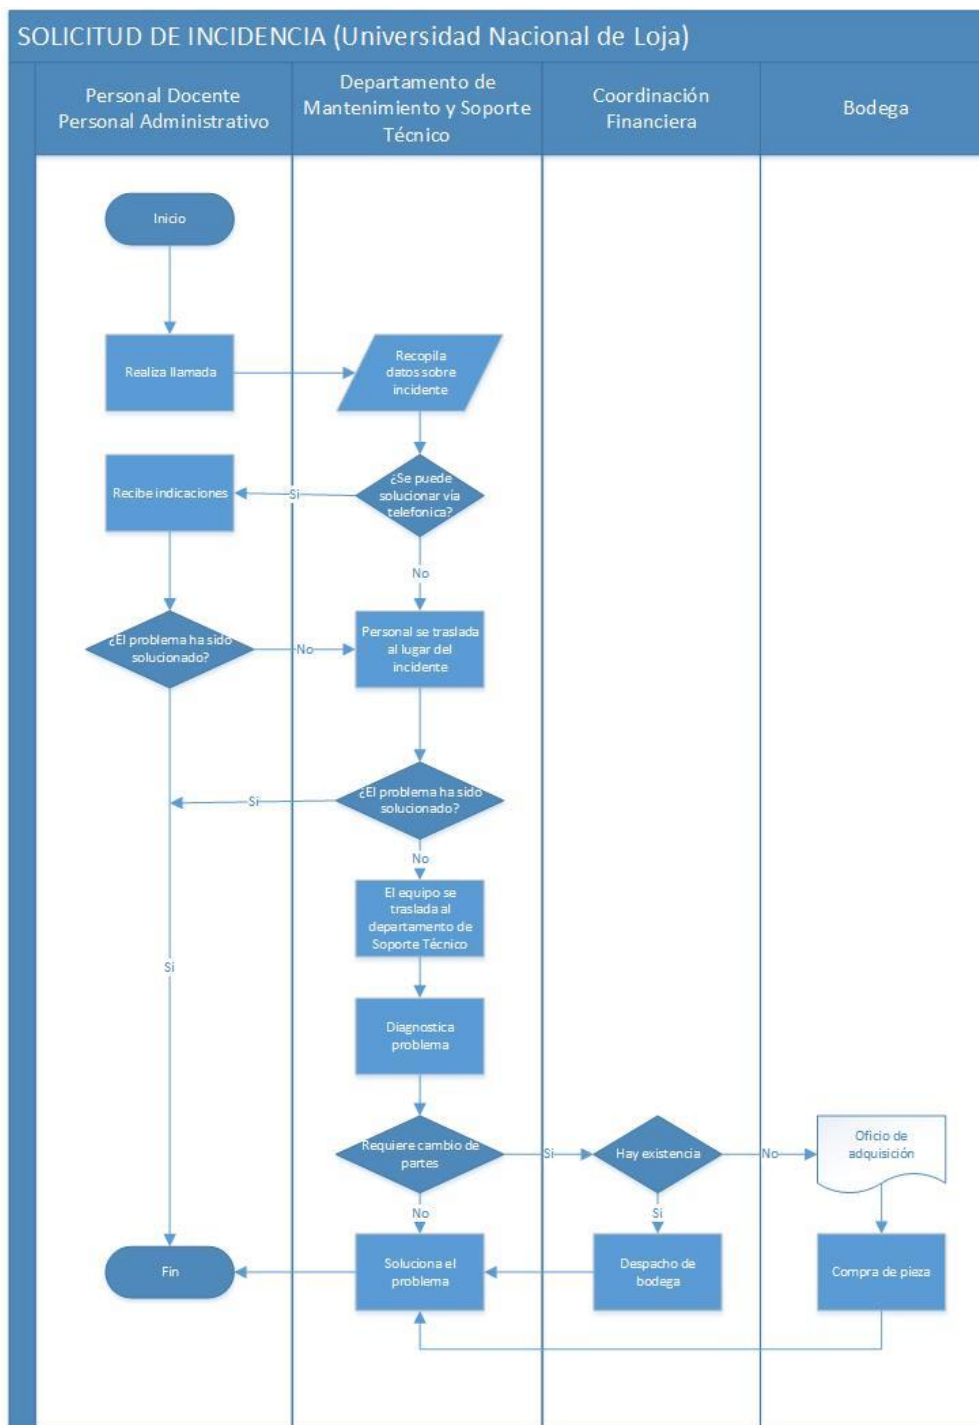 SOLICITUD DE INCIDENCIA (Universidad Nacional de Loja)
Personal Docente
Personal Administrativo
Departamento de
Mantenimiento y Soporte
Técnico
Coordinación
Financiera
Bodega
Inicio
Realiza llamada
Recopila
datos sobre
incidente
Recibe indicaciones
Si
¿Se puede
solucionar via
telefonica?
No
¿El problema ha sido
solucionado?
No
Personal se traslada
al lugar del
incidente
Si
¿El problema ha sido
solucionado?
No
El equipo se
traslada al
departamento de
Soporte Técnico
Si
Diagnostica
problema
Requiere cambio de
partes
Si
Hay existencia
No
Oficio de
adquisición
No
Si
Fin
Soluciona el
problema
Despacho de
bodega
Compra de pieza